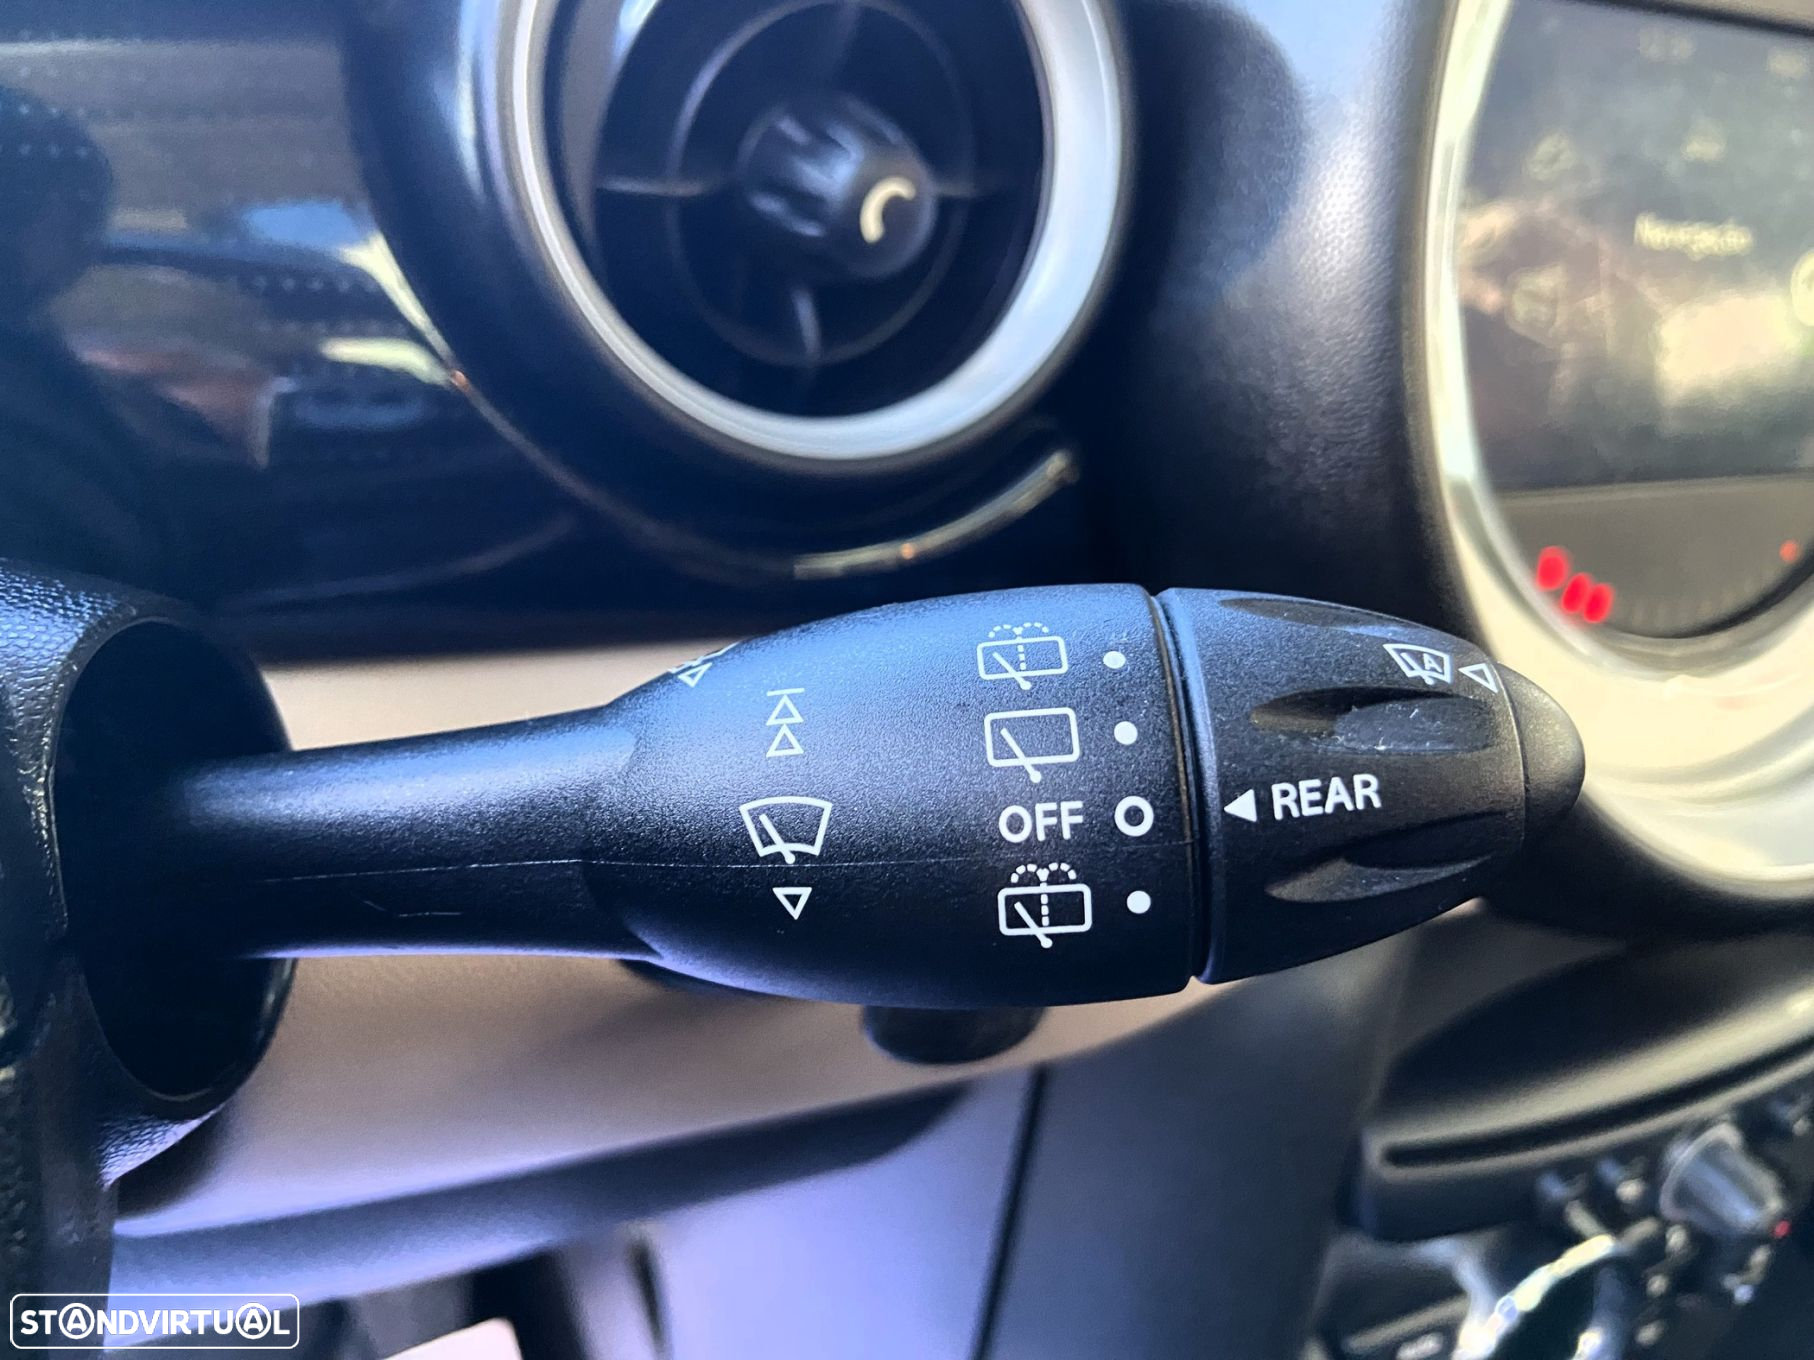 A
◀ REAR
OFF
STANDVIRTUAL